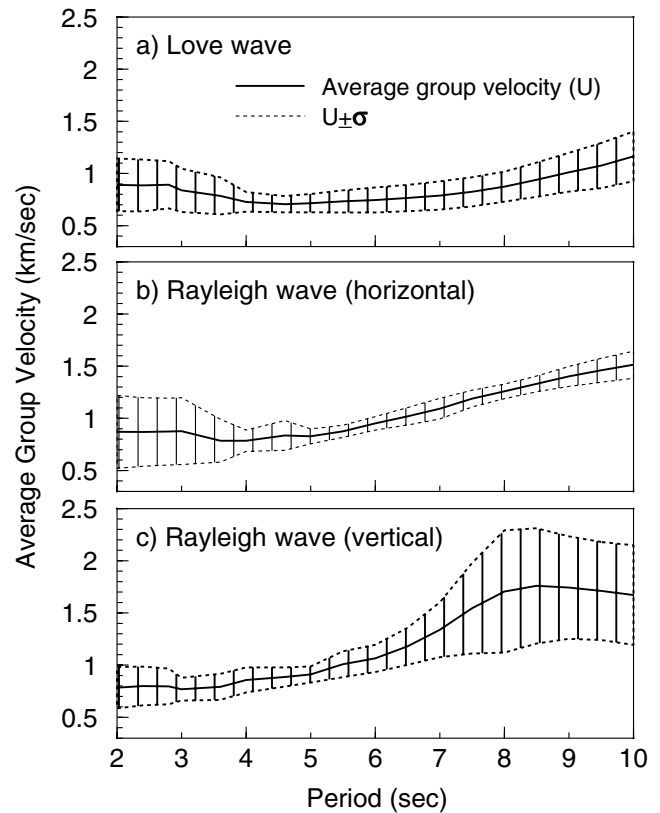 Average Group Velocity (km/sec)
2.5
2
1.5
1
0.5
a) Love wave
Average group velocity (U)
U±σ
2.5
2
1.5
1
0.5
b) Rayleigh wave (horizontal)
2.5
2
1.5
1
0.5
c) Rayleigh wave (vertical)
2 3 4 5 6 7 8 9 10
Period (sec)